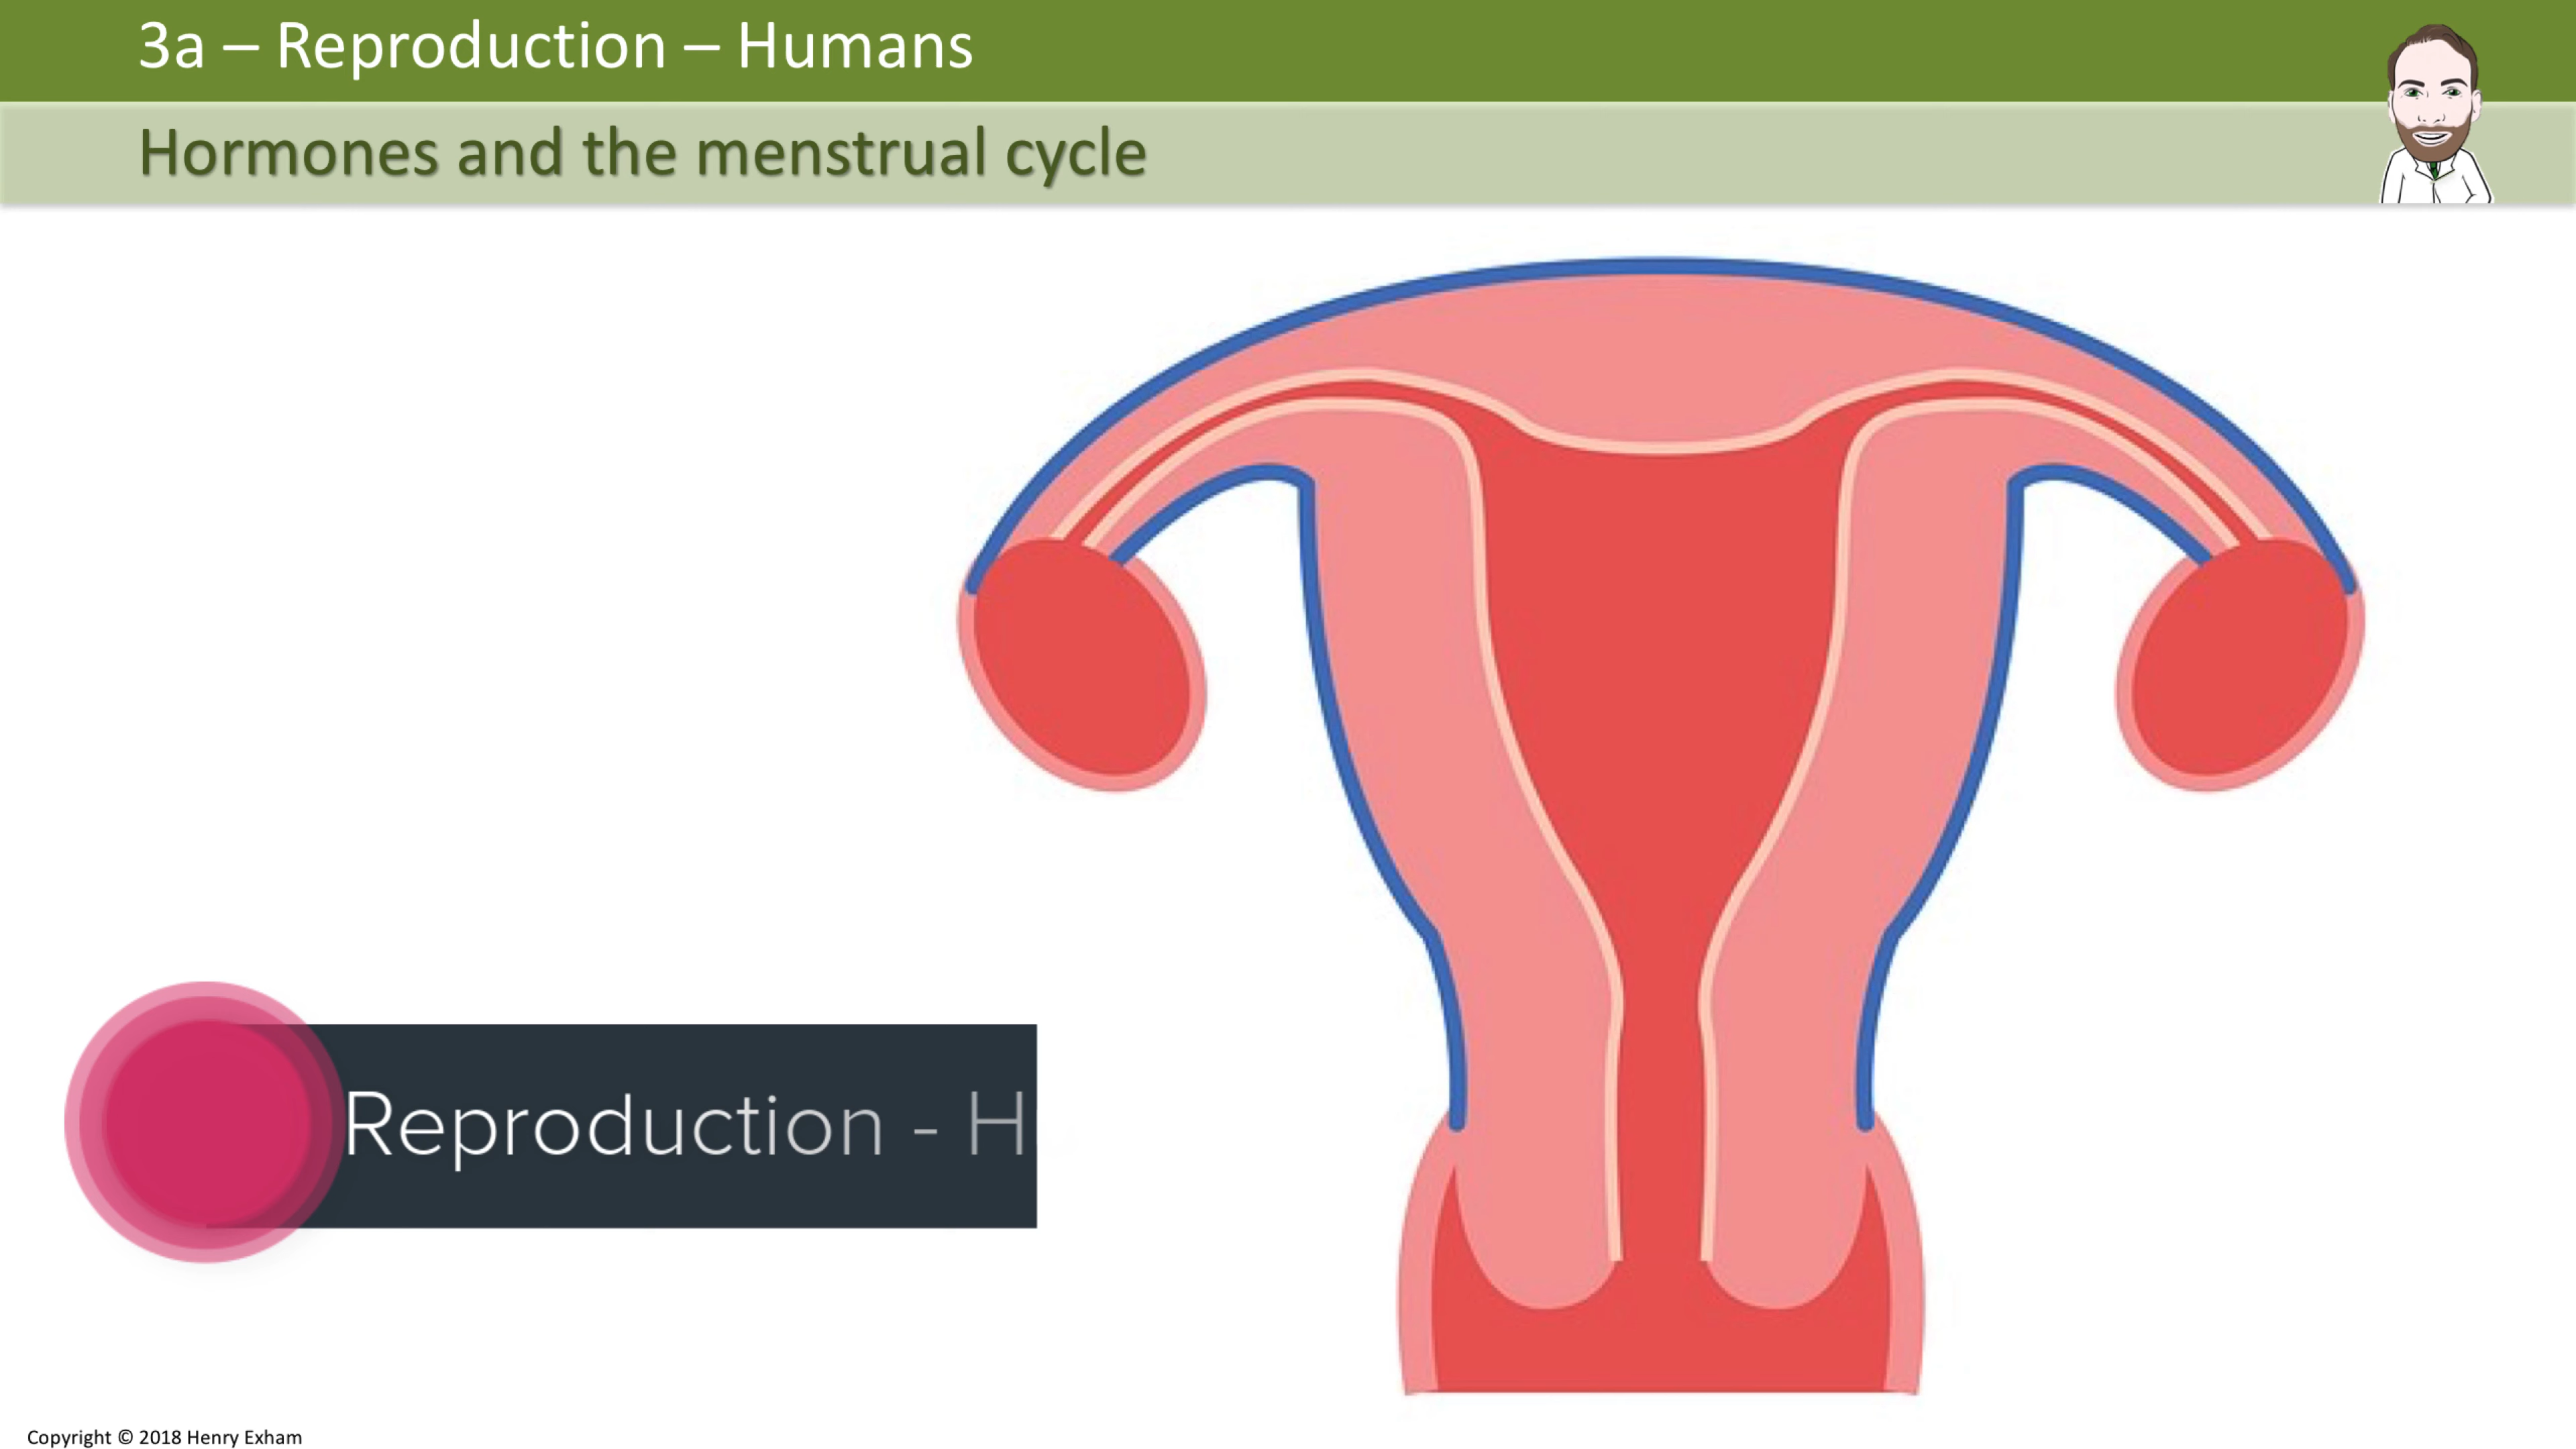 3a – Reproduction – Humans
Hormones and the menstrual cycle
Reproduction - H
Copyright © 2018 Henry Exham